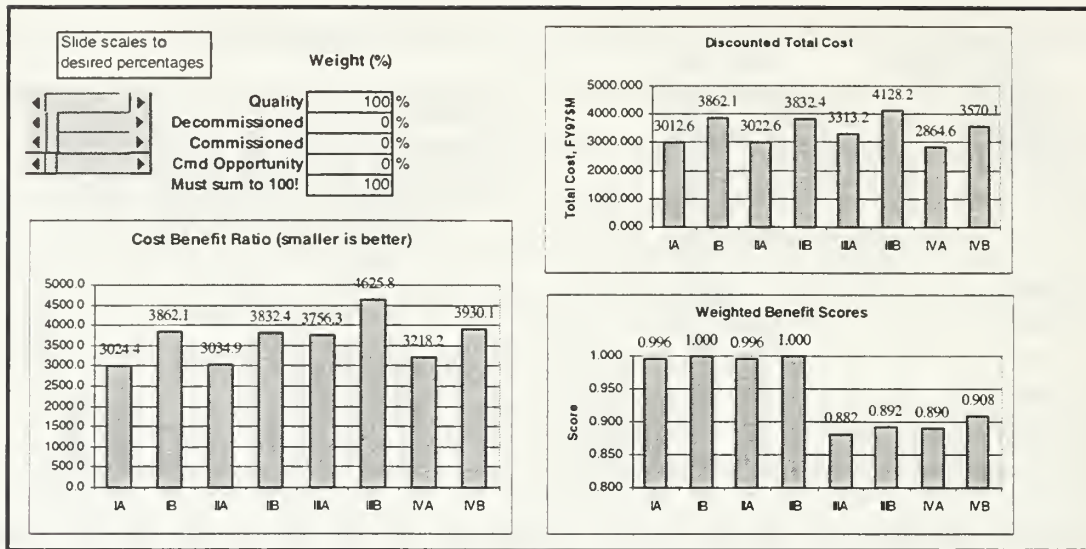 Slide scales to
desired percentages
Weight (%)
Quality 100 %
Decommissioned 0 %
Commissioned 0 %
Cmd Opportunity 0 %
Must sum to 100! 100
Discounted Total Cost
Total Cost, FY97$M
5000.000
4000.000
3000.000
2000.000
1000.000
0.000
3012.6 3862.1 3022.6 3832.4 3313.2 4128.2 2864.6 3570.1
IA IB IIA IIB IIIA IIIB IVA IVB
Cost Benefit Ratio (smaller is better)
5000.0
4500.0
4000.0
3500.0
3000.0
2500.0
2000.0
1500.0
1000.0
500.0
0.0
3024.4 3862.1 3034.9 3832.4 3756.3 4625.8 3218.2 3930.1
IA IB IIA IIB IIIA IIIB IVA IVB
Weighted Benefit Scores
Score
1.000
0.950
0.900
0.850
0.800
0.996 1.000 0.996 1.000 0.882 0.892 0.890 0.908
IA IB IIA IIB IIIA IIIB IVA IVB